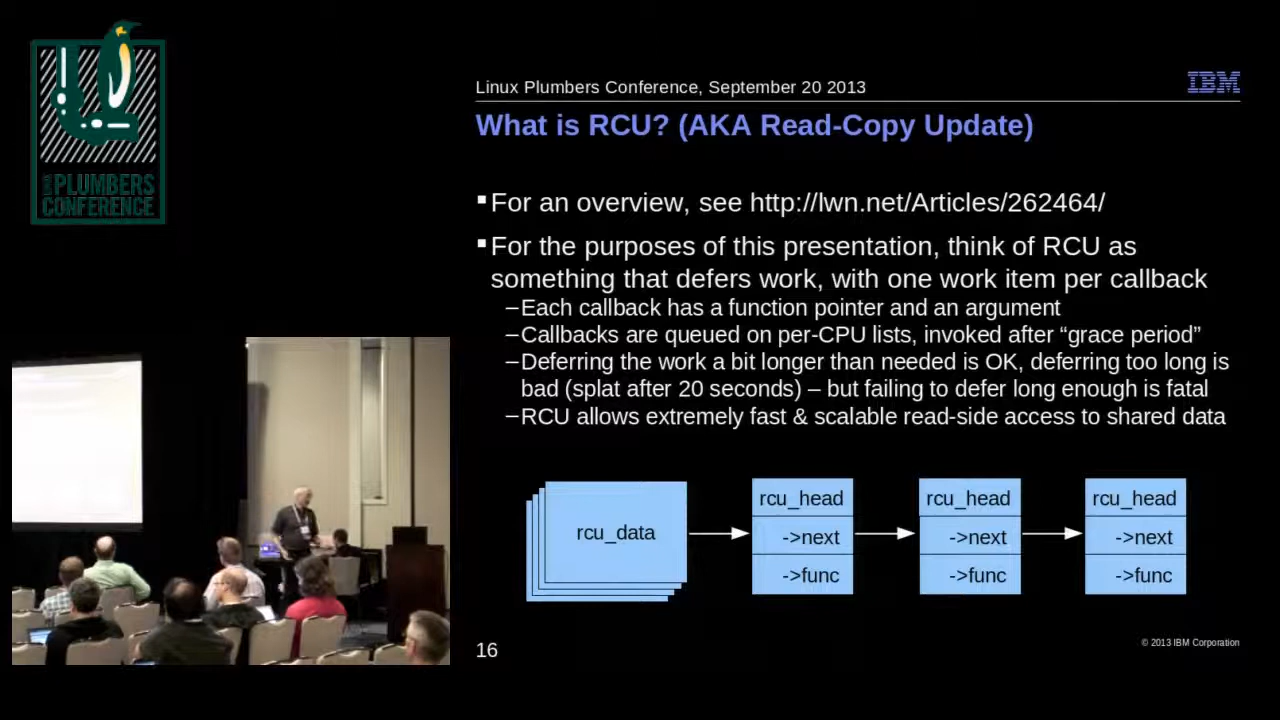 LINUX PLUMBERS
CONFERENCE
Linux Plumbers Conference, September 20 2013
IBM
What is RCU? (AKA Read-Copy Update)
▪For an overview, see http://lwn.net/Articles/262464/
▪For the purposes of this presentation, think of RCU as
something that defers work, with one work item per callback
–Each callback has a function pointer and an argument
–Callbacks are queued on per-CPU lists, invoked after “grace period”
–Deferring the work a bit longer than needed is OK, deferring too long is
bad (splat after 20 seconds) – but failing to defer long enough is fatal
–RCU allows extremely fast & scalable read-side access to shared data
rcu_data
rcu_head
->next
->func
rcu_head
->next
->func
rcu_head
->next
->func
16
© 2013 IBM Corporation